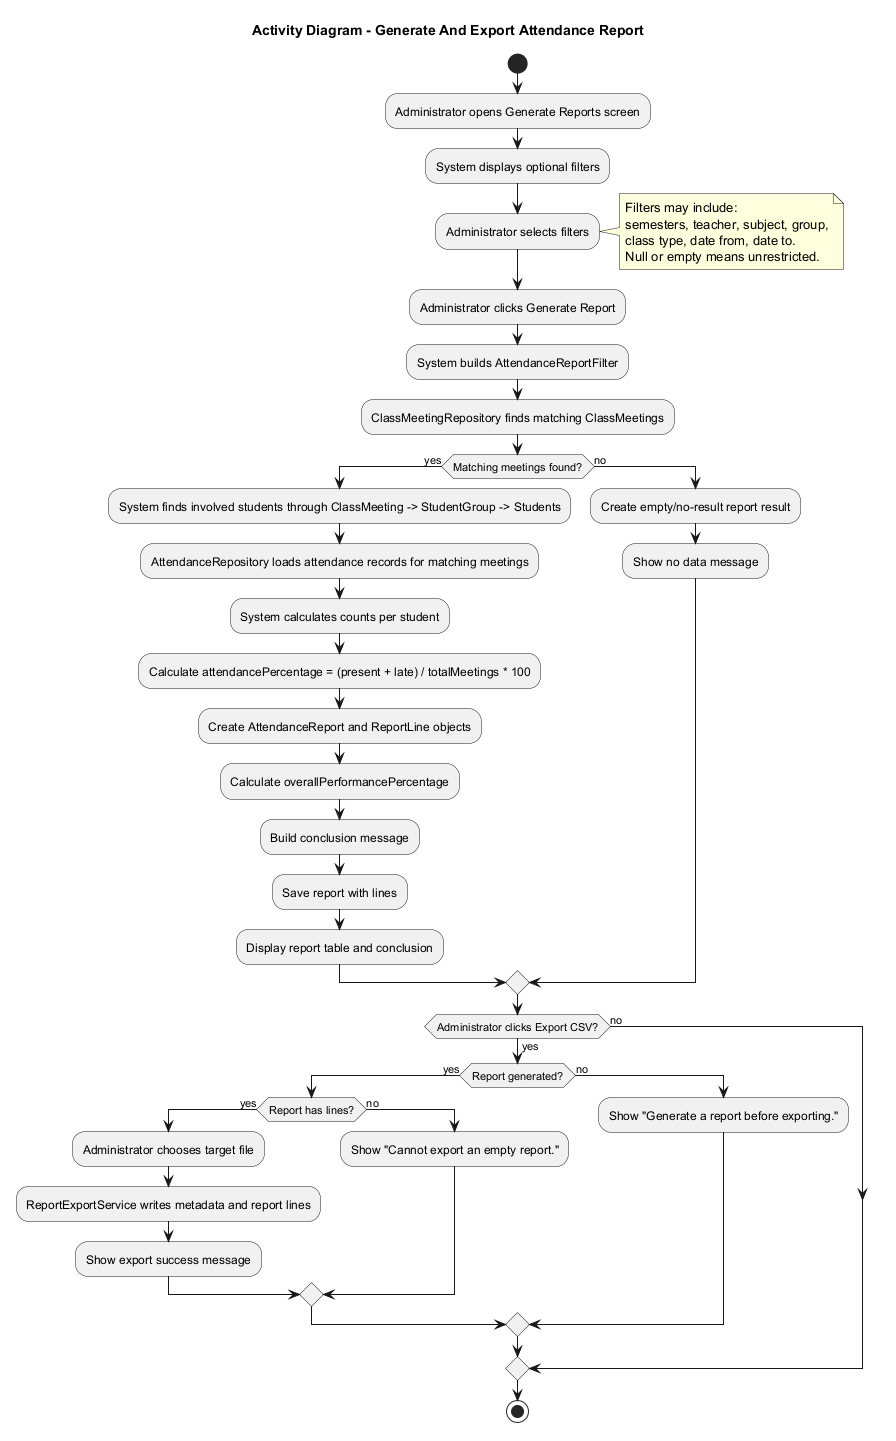 Activity Diagram - Generate And Export Attendance Report
Administrator opens Generate Reports screen
System displays optional filters
Administrator selects filters
Filters may include:
semesters, teacher, subject, group,
class type, date from, date to.
Null or empty means unrestricted.
Administrator clicks Generate Report
System builds AttendanceReportFilter
ClassMeetingRepository finds matching ClassMeetings
Matching meetings found?
yes
no
System finds involved students through ClassMeeting -> StudentGroup -> Students
AttendanceRepository loads attendance records for matching meetings
System calculates counts per student
Calculate attendancePercentage = (present + late) / totalMeetings * 100
Create AttendanceReport and ReportLine objects
Calculate overallPerformancePercentage
Build conclusion message
Save report with lines
Display report table and conclusion
Create empty/no-result report result
Show no data message
Administrator clicks Export CSV?
no
yes
Report generated?
yes
no
Report has lines?
yes
no
Administrator chooses target file
ReportExportService writes metadata and report lines
Show export success message
Show "Cannot export an empty report."
Show "Generate a report before exporting."